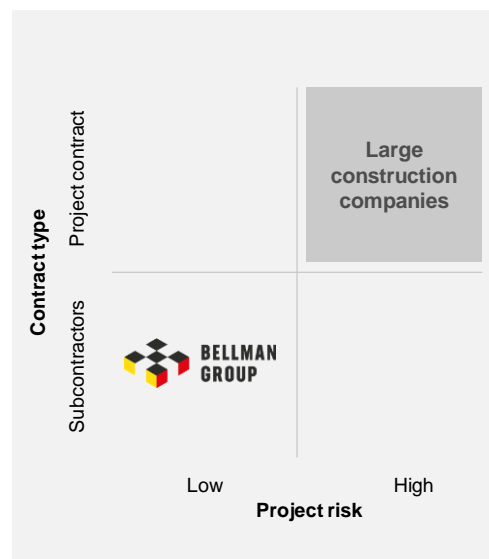 Contract type
Project contract
Subcontractors
Large
construction
companies
BELLMAN
GROUP
Low
High
Project risk